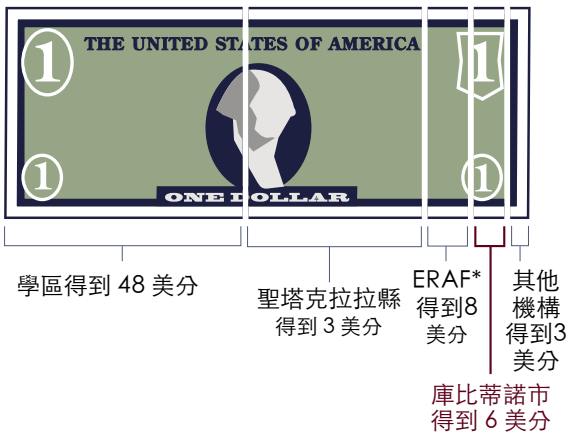 THE UNITED STATES OF AMERICA
1
1
1
1
ONE DOLLAR
學區得到 48 美分
聖塔克拉拉縣
得到 3 美分
ERAF*
得到8
美分
其他
機構
得到3
美分
庫比蒂諾市
得到 6 美分